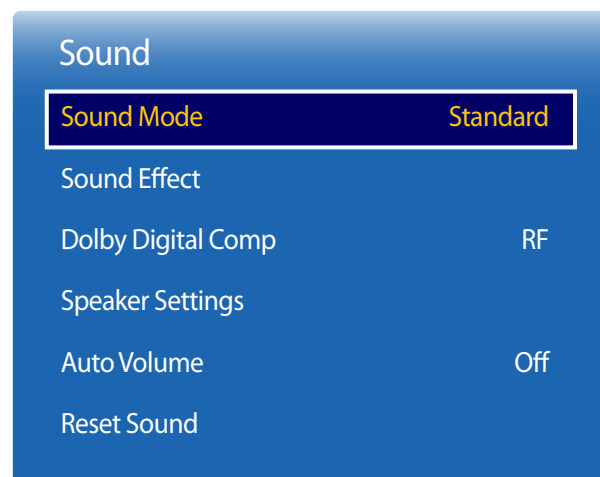 Sound
Sound Mode Standard
Sound Effect
Dolby Digital Comp RF
Speaker Settings
Auto Volume Off
Reset Sound